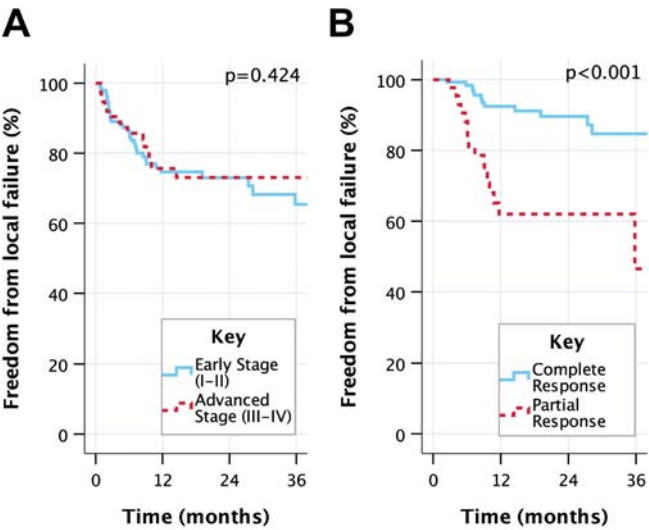 A
Freedom from local failure (%)
100
80
60
40
20
0
p=0.424
Key
Early Stage
(I–II)
Advanced
Stage (III–IV)
0 12 24 36
Time (months)
B
Freedom from local failure (%)
100
80
60
40
20
0
p<0.001
Key
Complete
Response
Partial
Response
0 12 24 36
Time (months)